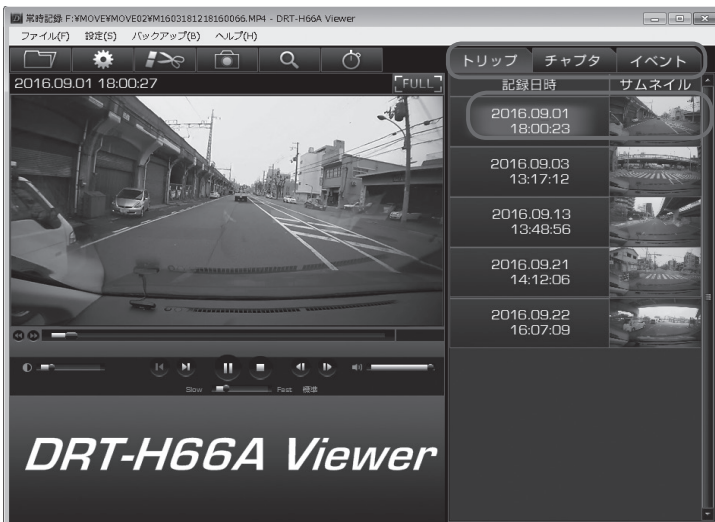 常時記録 F:¥MOVE¥MOVE02¥M1603181218160066.MP4 - DRT-H66A Viewer
ファイル(F) 設定(S) バックアップ(B) ヘルプ(H)
2016.09.01 18:00:27 FULL
Slow Fast 標準
DRT-H66A Viewer
トリップ チャプタ イベント
記録日時 サムネイル
2016.09.01
18:00:23
2016.09.03
13:17:12
2016.09.13
13:48:56
2016.09.21
14:12:06
2016.09.22
16:07:09